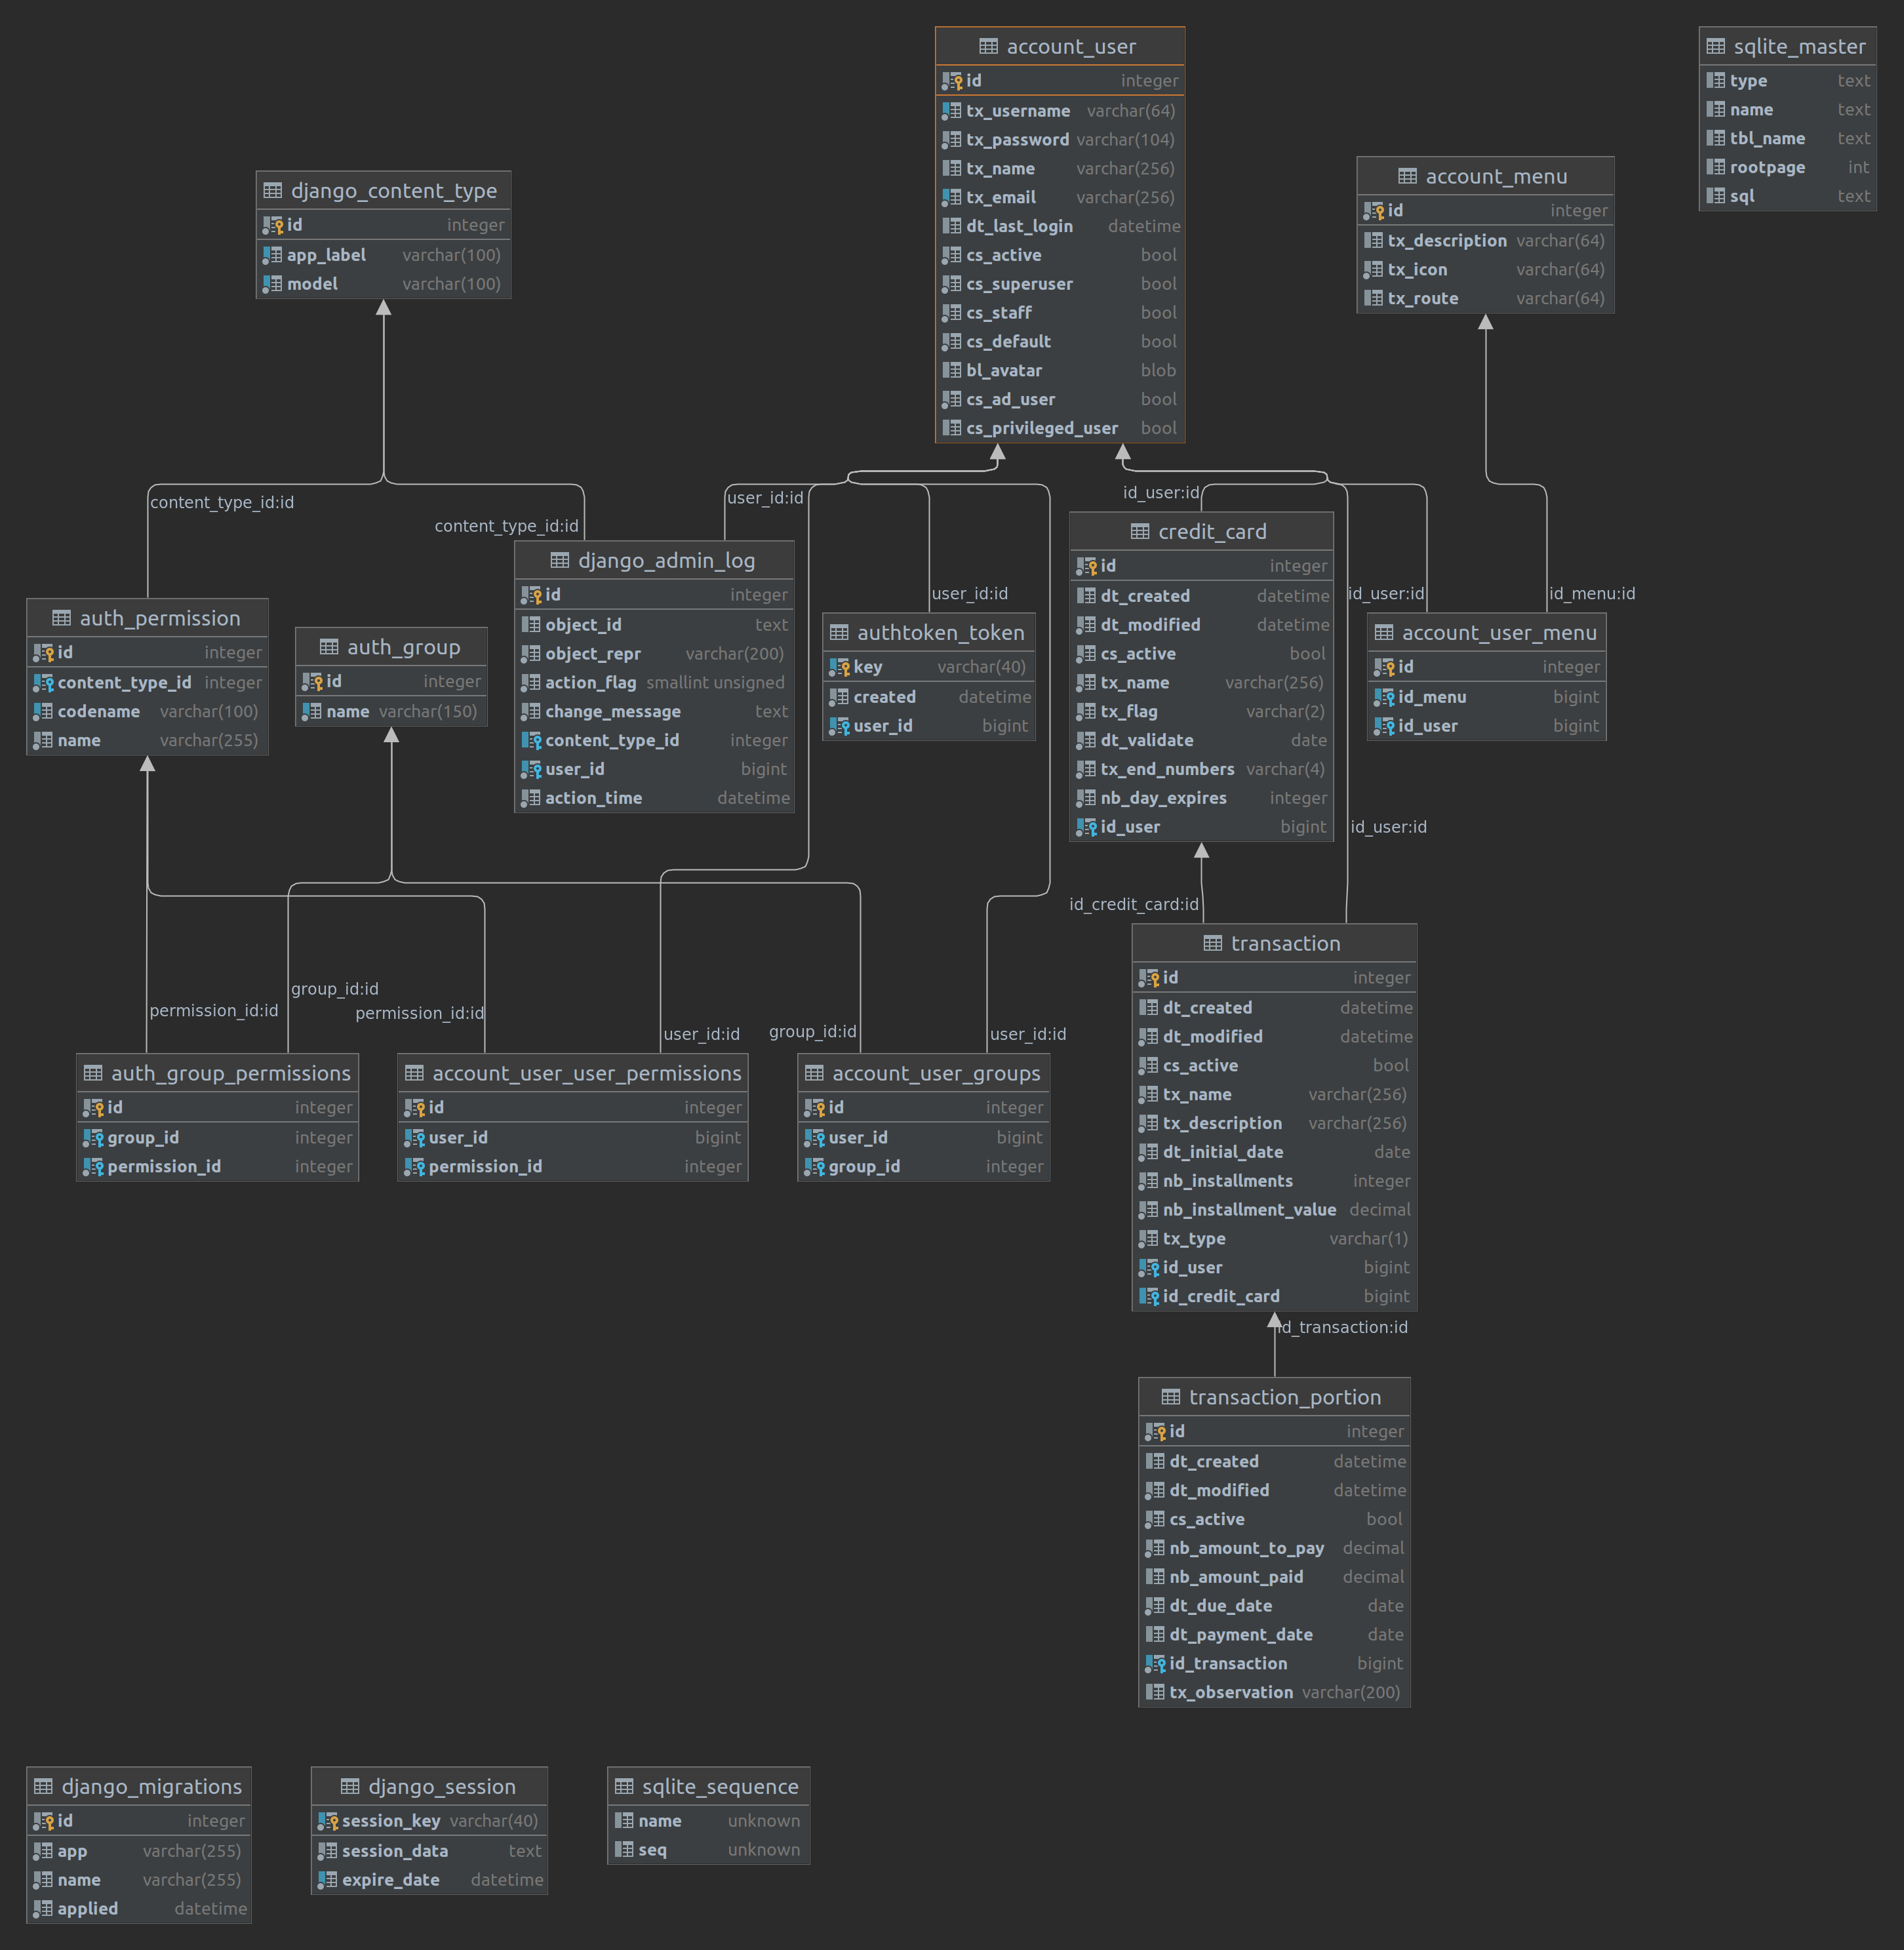 account_user
id integer
tx_username varchar(64)
tx_password varchar(104)
tx_name varchar(256)
tx_email varchar(256)
dt_last_login datetime
cs_active bool
cs_superuser bool
cs_staff bool
cs_default bool
bl_avatar blob
cs_ad_user bool
cs_privileged_user bool
sqlite_master
type text
name text
tbl_name text
rootpage int
sql text
account_menu
id integer
tx_description varchar(64)
tx_icon varchar(64)
tx_route varchar(64)
django_content_type
id integer
app_label varchar(100)
model varchar(100)
content_type_id:id
content_type_id:id
user_id:id
user_id:id
id_user:id
id_user:id
id_menu:id
id_user:id
auth_permission
id integer
content_type_id integer
codename varchar(100)
name varchar(255)
auth_group
id integer
name varchar(150)
django_admin_log
id integer
object_id text
object_repr varchar(200)
action_flag smallint unsigned
change_message text
content_type_id integer
user_id bigint
action_time datetime
authtoken_token
key varchar(40)
created datetime
user_id bigint
credit_card
id integer
dt_created datetime
dt_modified datetime
cs_active bool
tx_name varchar(256)
tx_flag varchar(2)
dt_validate date
tx_end_numbers varchar(4)
nb_day_expires integer
id_user bigint
account_user_menu
id integer
id_menu bigint
id_user bigint
id_credit_card:id
permission_id:id
group_id:id
permission_id:id
user_id:id
group_id:id
user_id:id
auth_group_permissions
id integer
group_id integer
permission_id integer
account_user_user_permissions
id integer
user_id bigint
permission_id integer
account_user_groups
id integer
user_id bigint
group_id integer
transaction
id integer
dt_created datetime
dt_modified datetime
cs_active bool
tx_name varchar(256)
tx_description varchar(256)
dt_initial_date date
nb_installments integer
nb_installment_value decimal
tx_type varchar(1)
id_user bigint
id_credit_card bigint
id_transaction:id
transaction_portion
id integer
dt_created datetime
dt_modified datetime
cs_active bool
nb_amount_to_pay decimal
nb_amount_paid decimal
dt_due_date date
dt_payment_date date
id_transaction bigint
tx_observation varchar(200)
django_migrations
id integer
app varchar(255)
name varchar(255)
applied datetime
django_session
session_key varchar(40)
session_data text
expire_date datetime
sqlite_sequence
name unknown
seq unknown